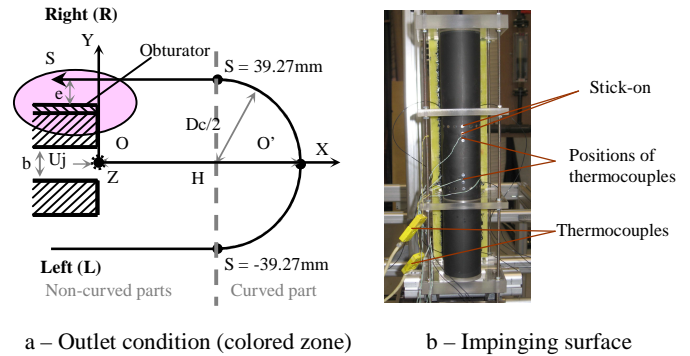 Right (R)
Y
Obturator
S
S = 39.27mm
e
Dc/2
O
O'
X
b
Uj
Z
H
Left (L)
S = -39.27mm
Non-curved parts
Curved part
Stick-on
Positions of
thermocouples
Thermocouples
a – Outlet condition (colored zone)
b – Impinging surface